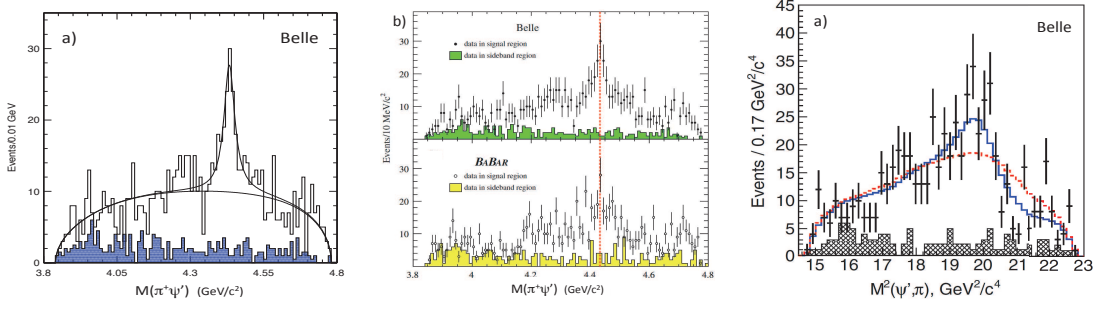 a)
Belle
Events/0.01 GeV
30
20
10
0
3.8
4.05
4.3
4.55
4.8
M(π⁺ψ′) (GeV/c²)
b)
Belle
data in signal region
data in sideband region
30
20
10
Events/10 MeV/c²
BABAR
data in signal region
data in sideband region
30
20
10
3.8
4
4.2
4.4
4.6
4.8
M(π⁺ψ′) (GeV/c²)
a)
Belle
Events / 0.17 GeV²/c⁴
45
40
35
30
25
20
15
10
5
0
15
16
17
18
19
20
21
22
23
M²(ψ′,π), GeV²/c⁴